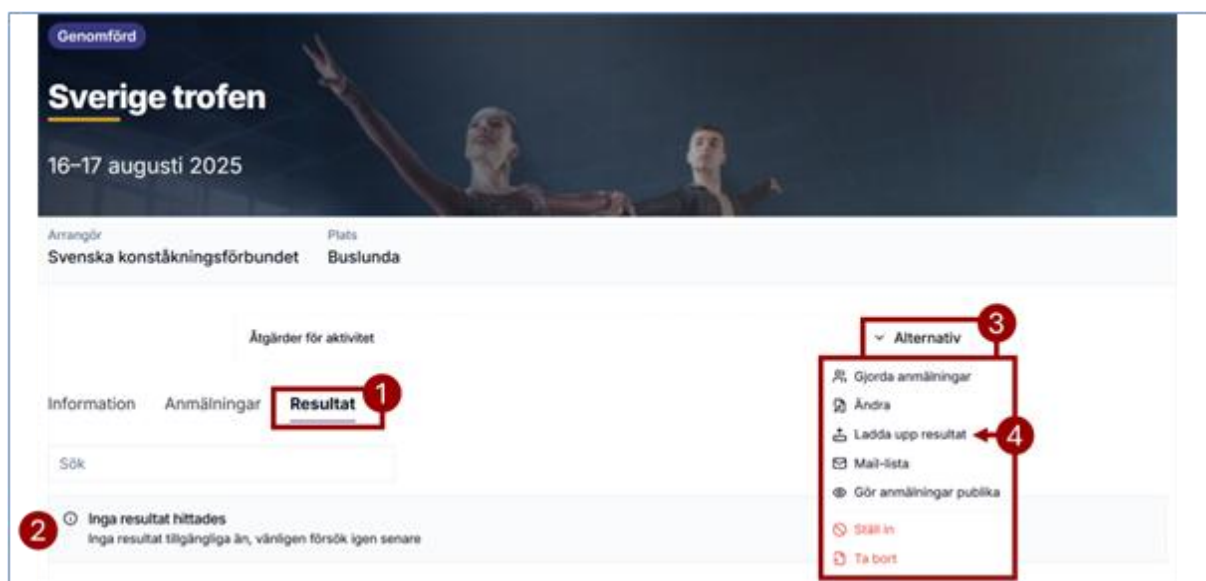 Genomförd
Sverige trofen
16–17 augusti 2025
Arrangör Plats
Svenska konståkningsförbundet Buslunda
Åtgärder för aktivitet
Alternativ
3
Gjorda anmälningar
Ändra
Ladda upp resultat
4
Mail-lista
Gör anmälningar publika
Ställ in
Ta bort
Information Anmälningar Resultat
1
Sök
2
Inga resultat hittades
Inga resultat tillgängliga än, vänligen försök igen senare